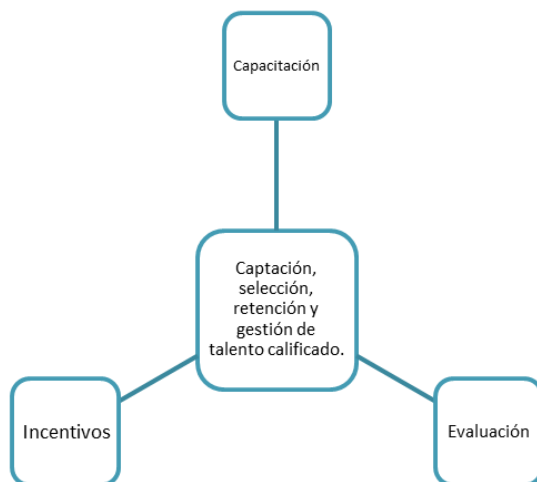 Capacitación
Captación,
selección,
retención y
gestión de
talento calificado.
Incentivos
Evaluación